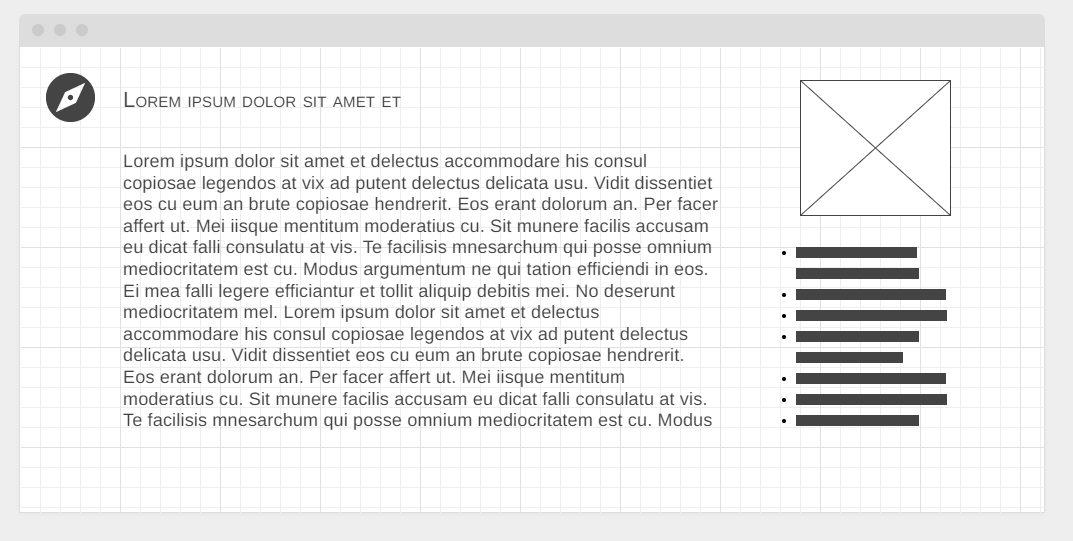 Lorem ipsum dolor sit amet et
Lorem ipsum dolor sit amet et delectus accommodare his consul
copiosae legendos at vix ad putent delectus delicata usu. Vidit dissentiet
eos cu eum an brute copiosae hendrerit. Eos erant dolorum an. Per facer
affert ut. Mei iisque mentitum moderatius cu. Sit munere facilis accusam
eu dicat falli consulatu at vis. Te facilisis mnesarchum qui posse omnium
mediocritatem est cu. Modus argumentum ne qui tation efficiendi in eos.
Ei mea falli legere efficiantur et tollit aliquip debitis mei. No deserunt
mediocritatem mel. Lorem ipsum dolor sit amet et delectus
accommodare his consul copiosae legendos at vix ad putent delectus
delicata usu. Vidit dissentiet eos cu eum an brute copiosae hendrerit.
Eos erant dolorum an. Per facer affert ut. Mei iisque mentitum
moderatius cu. Sit munere facilis accusam eu dicat falli consulatu at vis.
Te facilisis mnesarchum qui posse omnium mediocritatem est cu. Modus